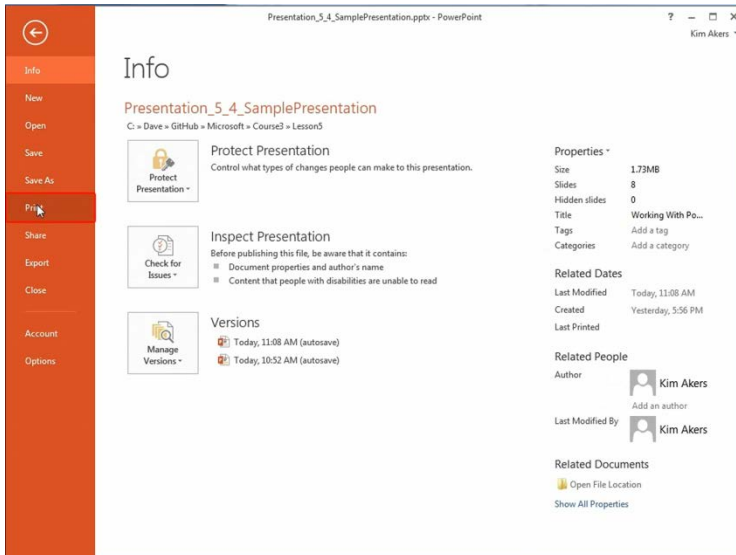 Presentation_5_4_SamplePresentation.pptx - PowerPoint
?
Kim Akers
Info
New
Open
Save
Save As
Print
Share
Export
Close
Account
Options
Info
Presentation_5_4_SamplePresentation
C: » Dave » GitHub » Microsoft » Course3 » Lesson5
Protect
Presentation
Protect Presentation
Control what types of changes people can make to this presentation.
Check for
Issues
Inspect Presentation
Before publishing this file, be aware that it contains:
Document properties and author's name
Content that people with disabilities are unable to read
Manage
Versions
Versions
Today, 11:08 AM (autosave)
Today, 10:52 AM (autosave)
Properties
Size 1.73MB
Slides 8
Hidden slides 0
Title Working With Po...
Tags Add a tag
Categories Add a category
Related Dates
Last Modified Today, 11:08 AM
Created Yesterday, 5:56 PM
Last Printed
Related People
Author Kim Akers
Add an author
Last Modified By Kim Akers
Related Documents
Open File Location
Show All Properties